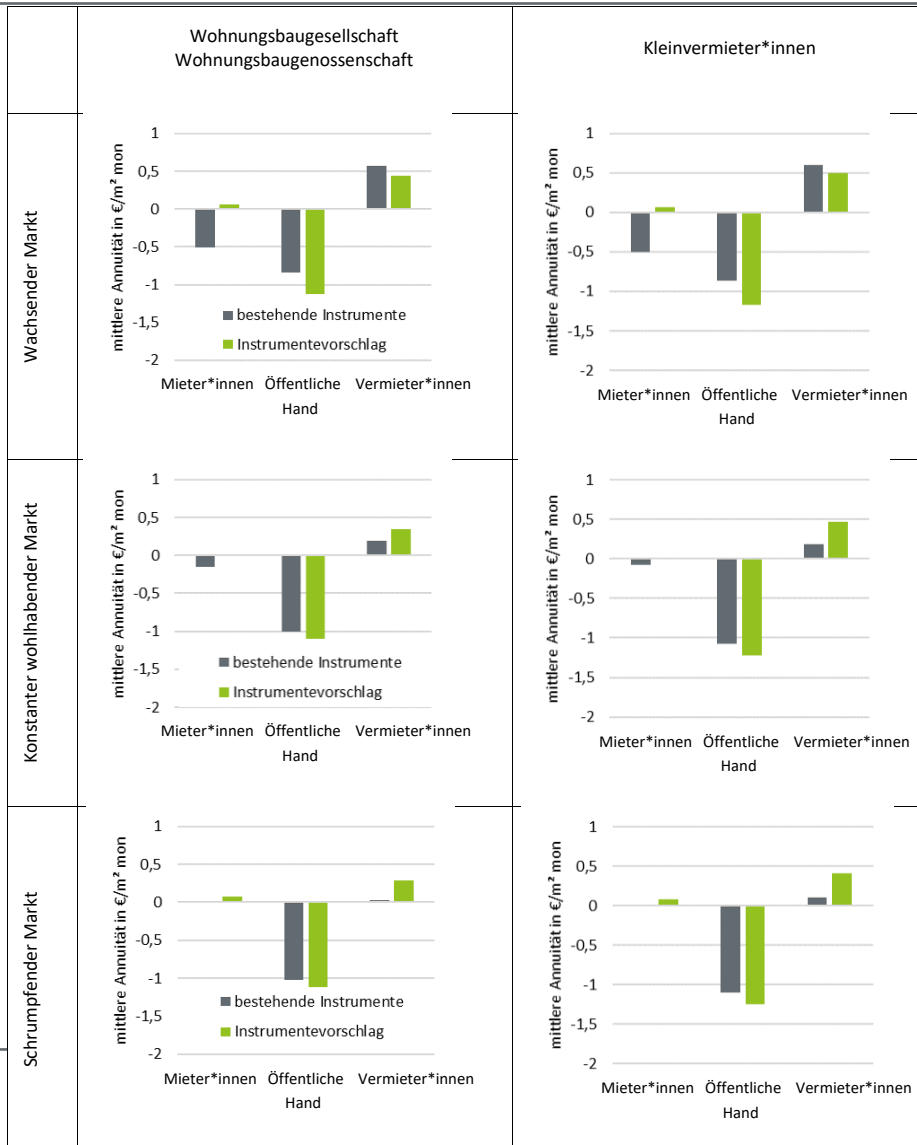 Wohnungsbaugesellschaft
Wohnungsbaugenossenschaft
Kleinvermieter*innen
Wachsender Markt
mittlere Annuität in €/m² mon
1
0,5
0
-0,5
-1
-1,5
-2
bestehende Instrumente
Instrumentevorschlag
Mieter*innen Öffentliche Vermieter*innen
Hand
mittlere Annuität in €/m² mon
1
0,5
0
-0,5
-1
-1,5
-2
Mieter*innen Öffentliche Vermieter*innen
Hand
Konstanter wohlhabender Markt
mittlere Annuität in €/m² mon
1
0,5
0
-0,5
-1
-1,5
-2
bestehende Instrumente
Instrumentevorschlag
Mieter*innen Öffentliche Vermieter*innen
Hand
mittlere Annuität in €/m² mon
1
0,5
0
-0,5
-1
-1,5
-2
Mieter*innen Öffentliche Vermieter*innen
Hand
Schrumpfender Markt
mittlere Annuität in €/m² mon
1
0,5
0
-0,5
-1
-1,5
-2
bestehende Instrumente
Instrumentevorschlag
Mieter*innen Öffentliche Vermieter*innen
Hand
mittlere Annuität in €/m² mon
1
0,5
0
-0,5
-1
-1,5
-2
Mieter*innen Öffentliche Vermieter*innen
Hand